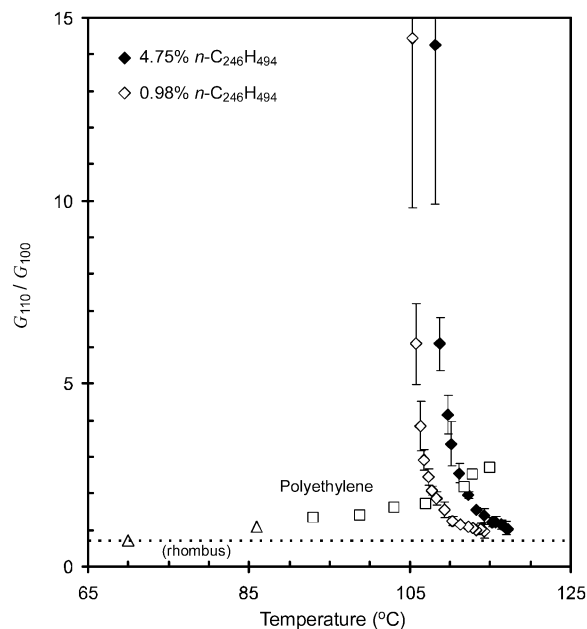 15
◆ 4.75% n-C₂₄₆H₄₉₄
◇ 0.98% n-C₂₄₆H₄₉₄
10
G₁₁₀ / G₁₀₀
5
Polyethylene
(rhombus)
0
65 85 105 125
Temperature (ºC)